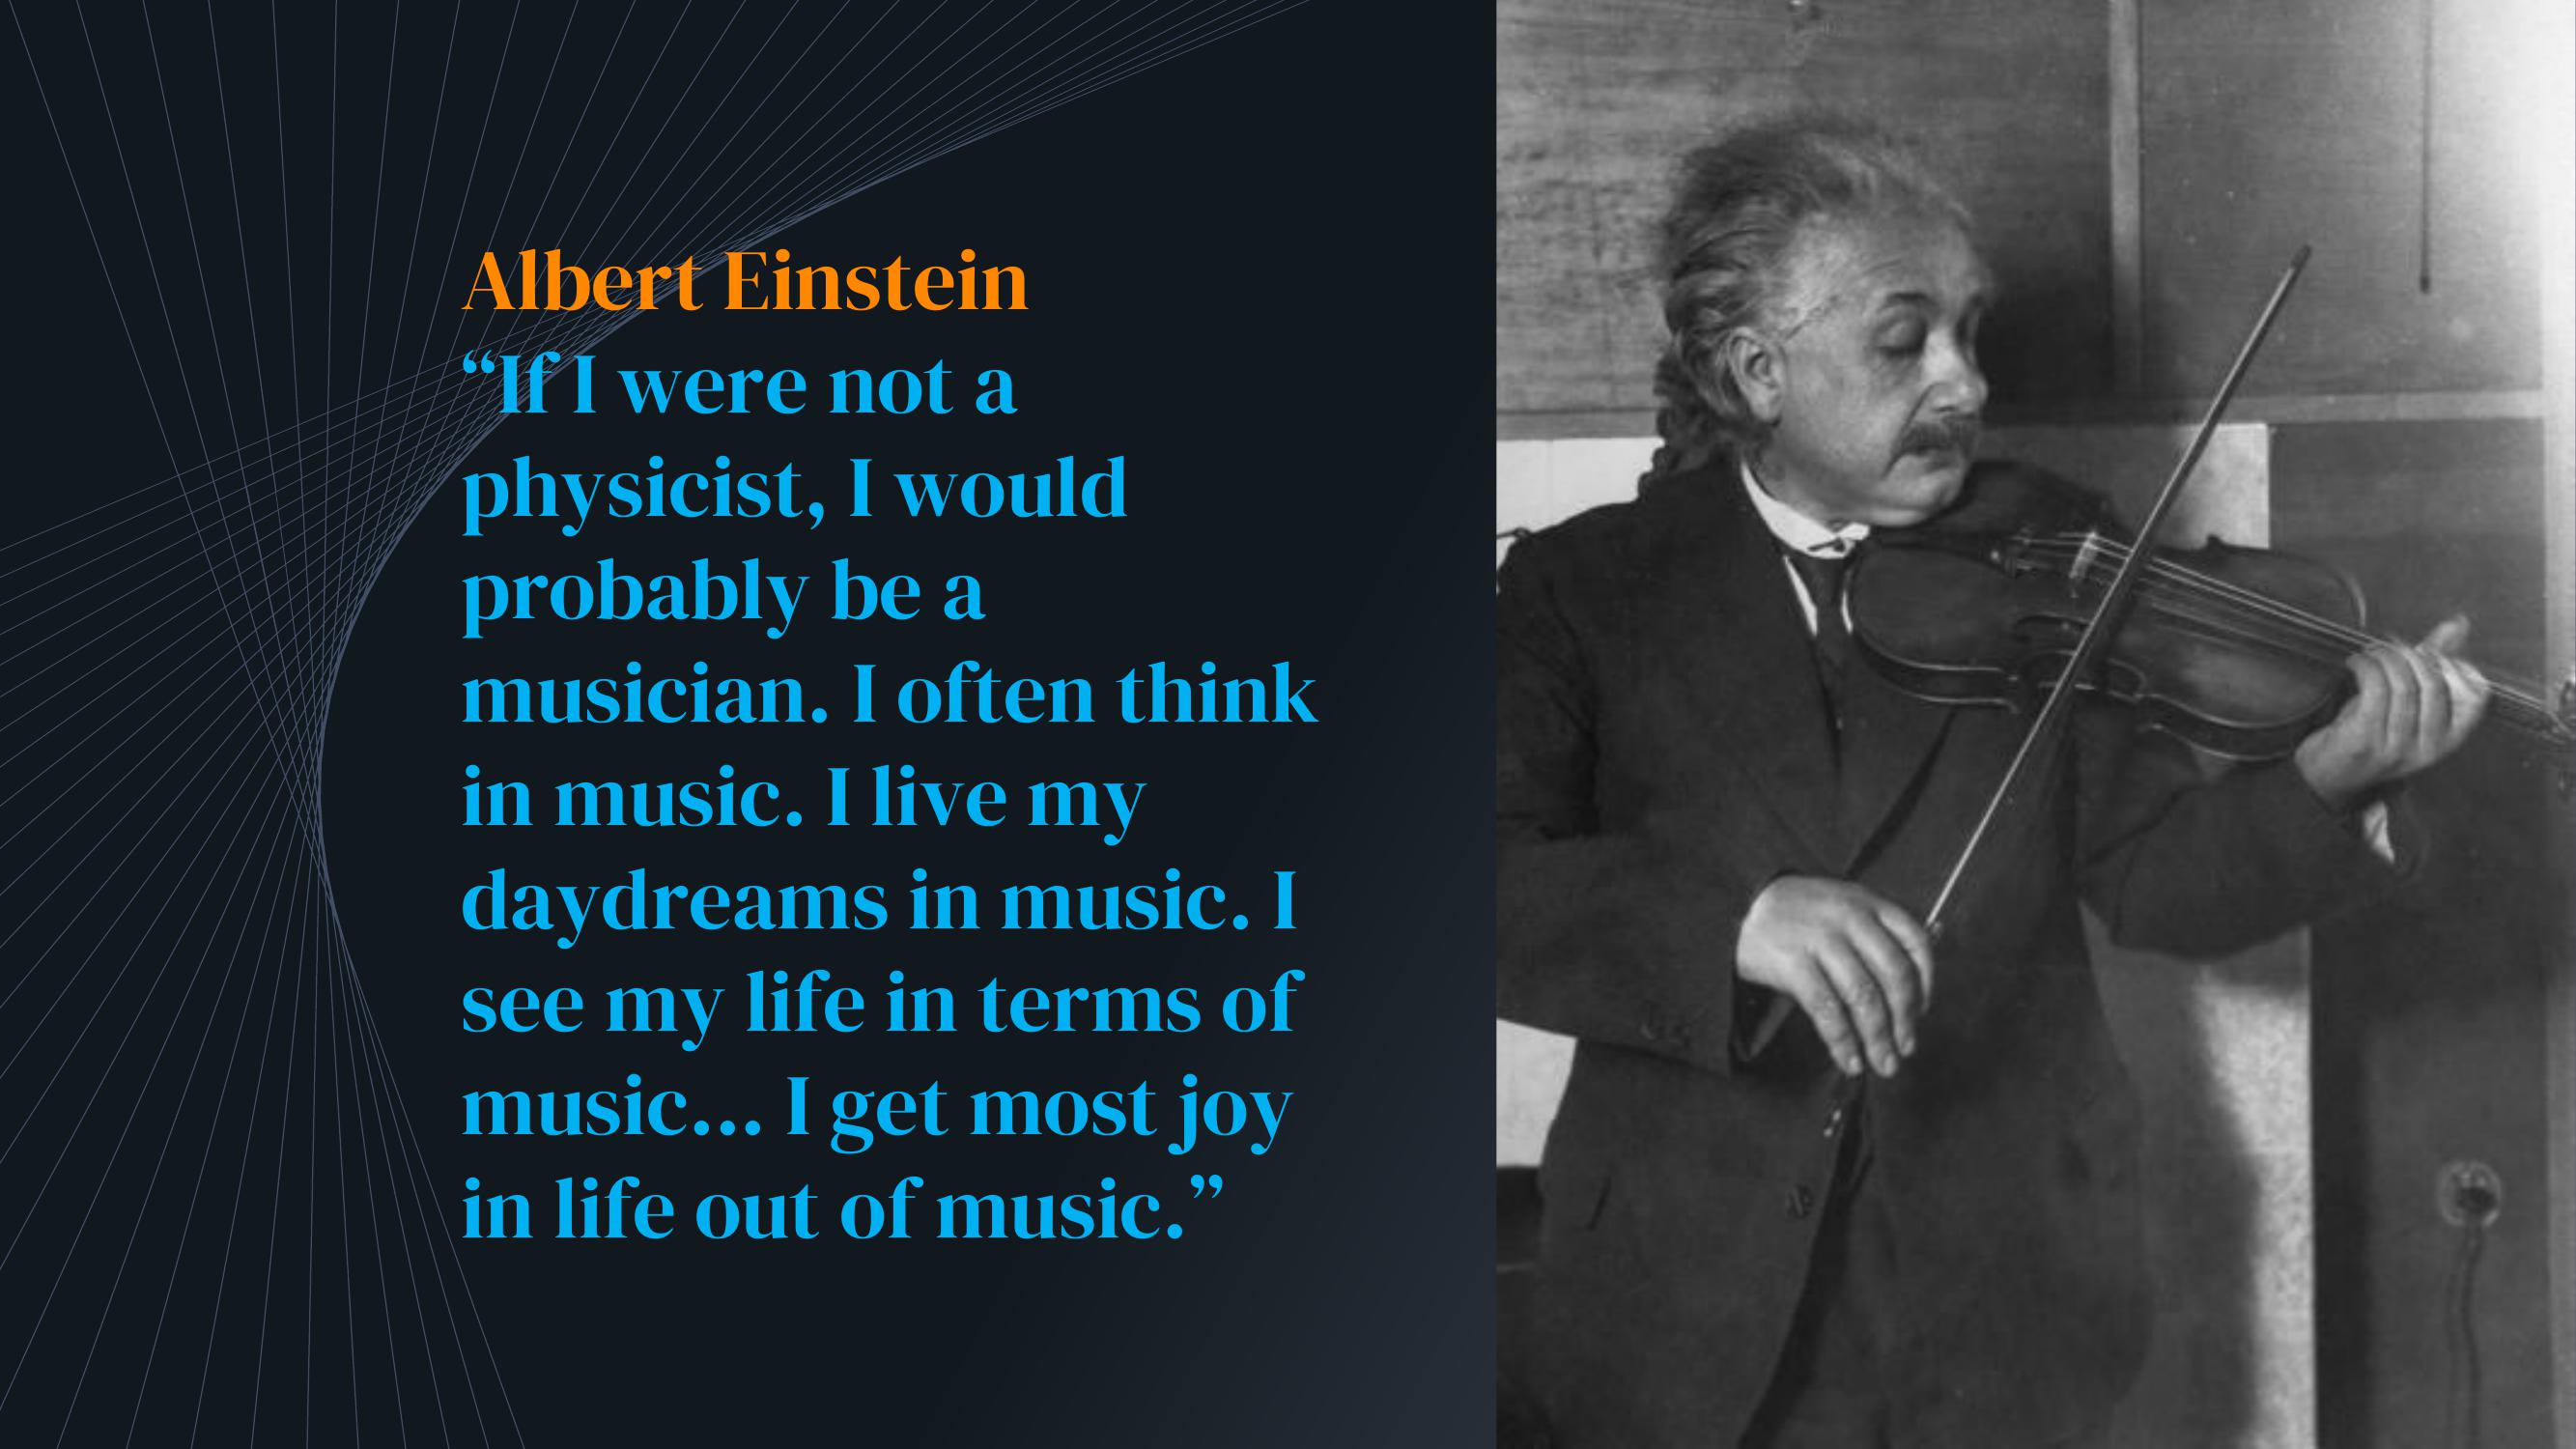 Albert Einstein
“If I were not a
physicist, I would
probably be a
musician. I often think
in music. I live my
daydreams in music. I
see my life in terms of
music... I get most joy
in life out of music.”